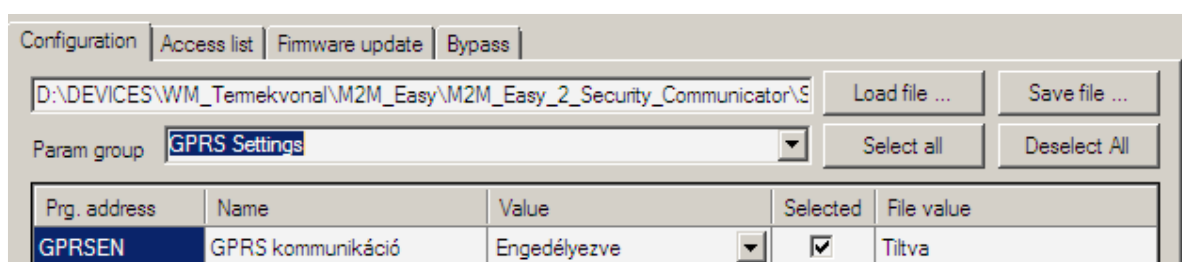 Configuration Access list Firmware update Bypass
D:\DEVICES\WM_Termekvonal\M2M_Easy\M2M_Easy_2_Security_Communicator\S Load file ... Save file ...
Param group GPRS Settings Select all Deselect All
Prg. address Name Value Selected File value
GPRSEN GPRS kommunikáció Engedélyezve Tiltva